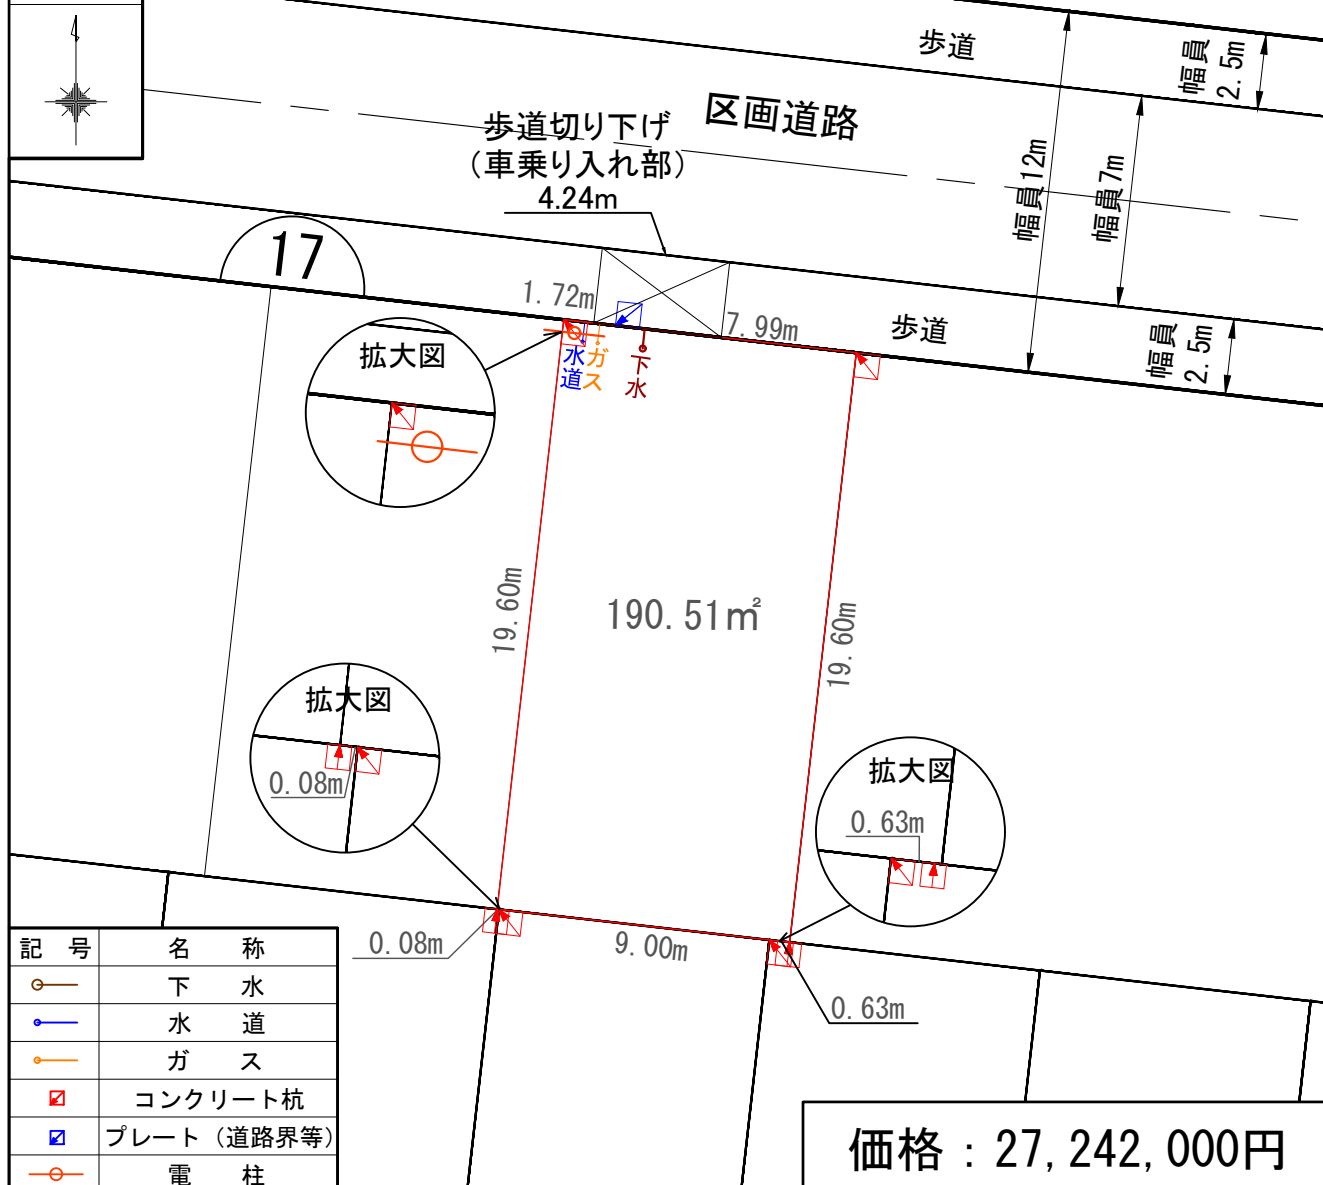 歩道
幅員
2.5m
区画道路
歩道切り下げ
（車乗り入れ部）
4.24m
幅員12m
幅員7m
17
1.72m
7.99m
歩道
幅員
2.5m
拡大図
水道
ガス
下水
19.60m
190.51㎡
19.60m
拡大図
0.08m
拡大図
0.63m
0.08m
9.00m
0.63m
記号 名称
下水
水道
ガス
コンクリート杭
プレート（道路界等）
電柱
価格：27,242,000円